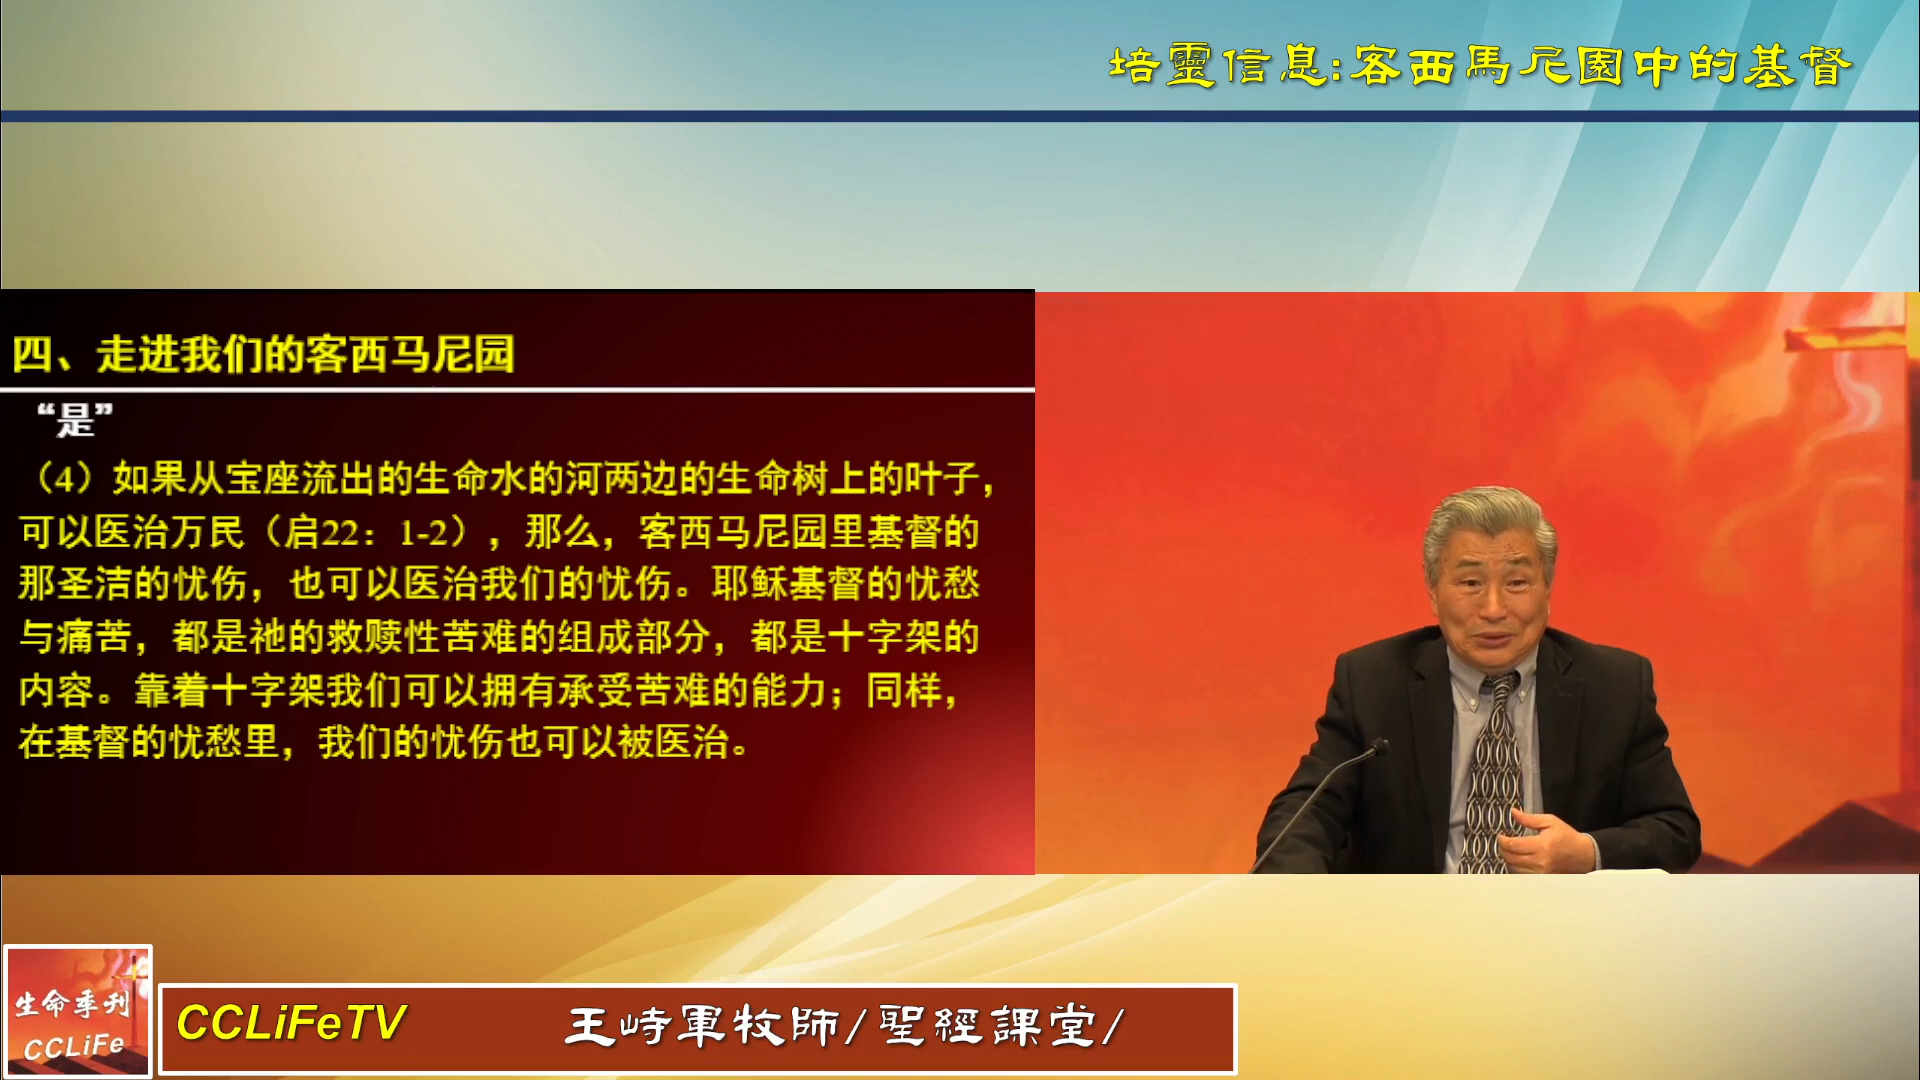 培靈信息:客西馬尼園中的基督
四、走进我们的客西马尼园
“是”
（4）如果从宝座流出的生命水的河两边的生命树上的叶子，
可以医治万民（启22：1-2），那么，客西马尼园里基督的
那圣洁的忧伤，也可以医治我们的忧伤。耶稣基督的忧愁
与痛苦，都是祂的救赎性苦难的组成部分，都是十字架的
内容。靠着十字架我们可以拥有承受苦难的能力；同样，
在基督的忧愁里，我们的忧伤也可以被医治。
生命季刊
CCLiFe
CCLiFeTV
王峙軍牧師/聖經課堂/